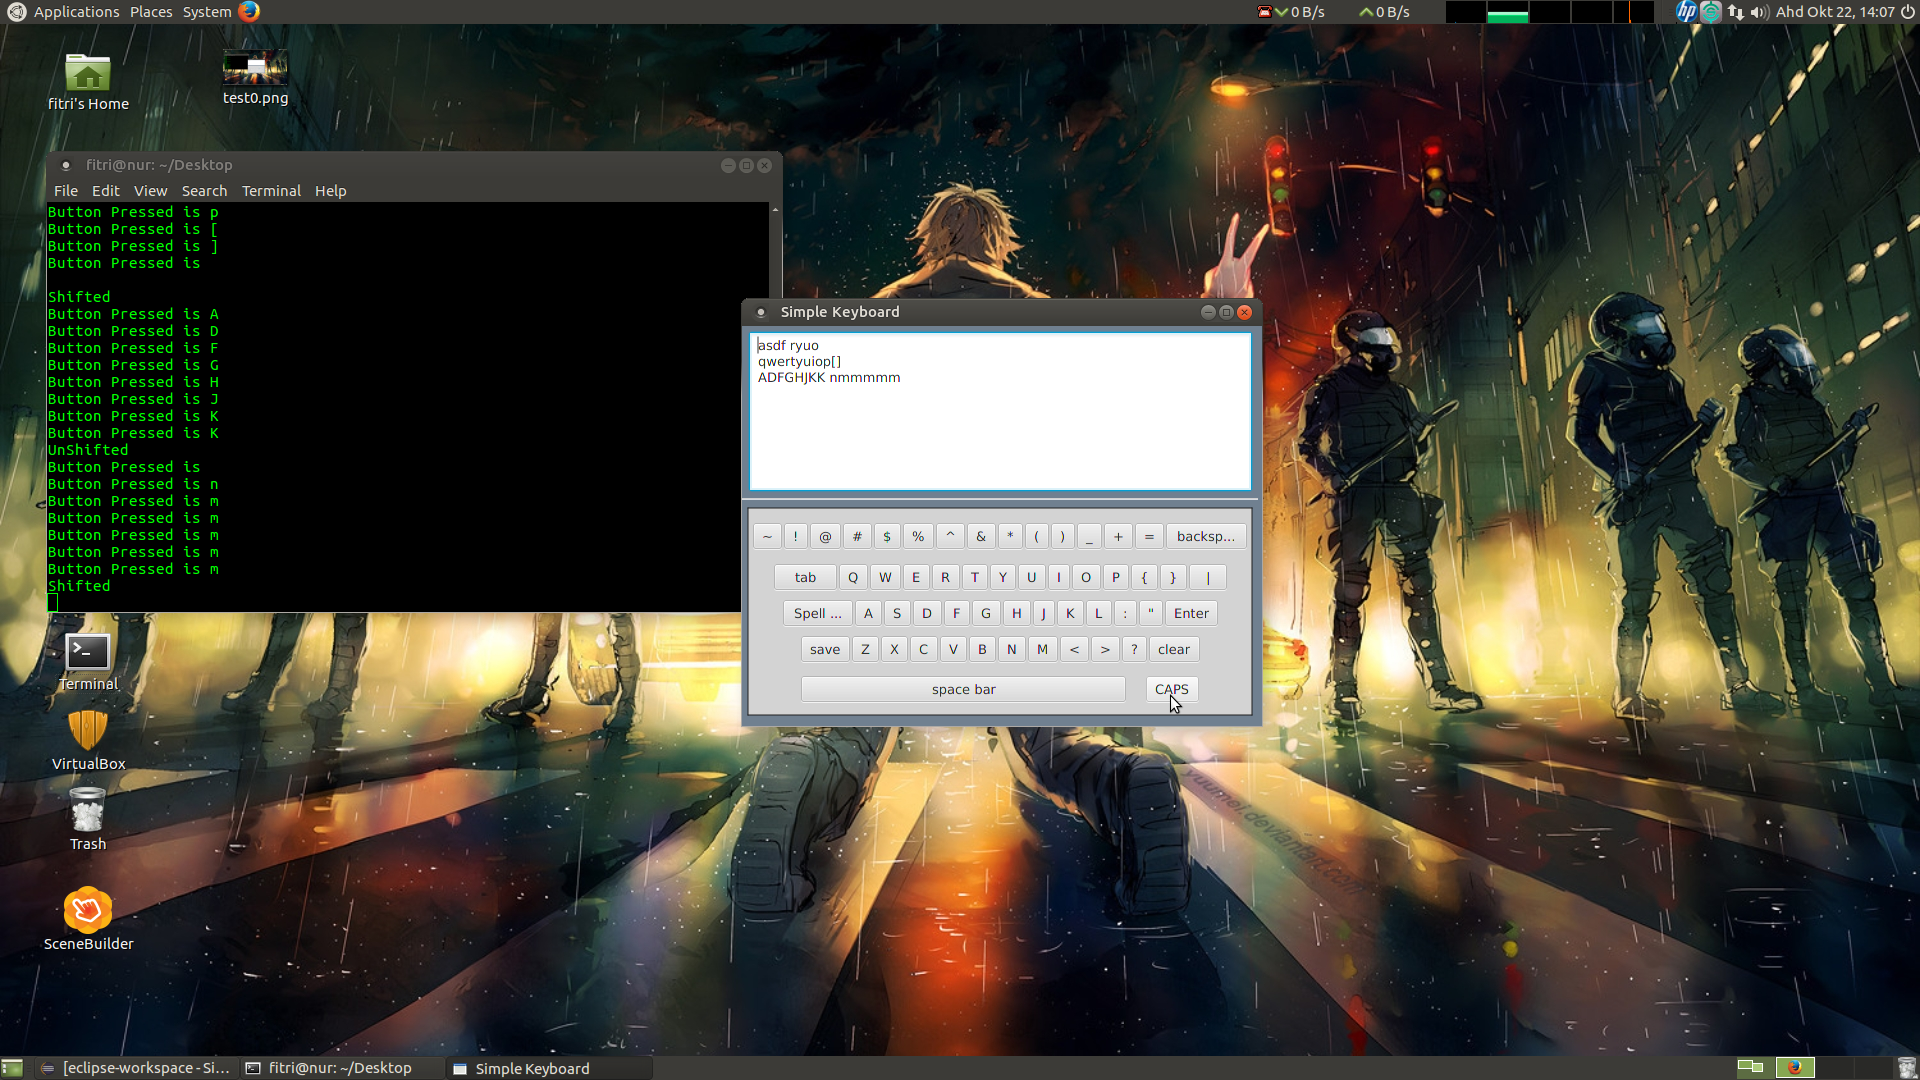 Applications Places System
0 B/s
0 B/s
hp
Ahd Okt 22, 14:07
fitri's Home
test0.png
fitri@nur: ~/Desktop
File Edit View Search Terminal Help
Button Pressed is p
Button Pressed is [
Button Pressed is ]
Button Pressed is
Shifted
Button Pressed is A
Button Pressed is D
Button Pressed is F
Button Pressed is G
Button Pressed is H
Button Pressed is J
Button Pressed is K
Button Pressed is K
UnShifted
Button Pressed is
Button Pressed is n
Button Pressed is m
Button Pressed is m
Button Pressed is m
Button Pressed is m
Button Pressed is m
Shifted
Simple Keyboard
asdf ryuo
qwertyuiop[]
ADFGHJKK nmmmmm
~ ! @ # $ % ^ & * ( ) _ + = backsp...
tab Q W E R T Y U I O P { } |
Spell ... A S D F G H J K L : " Enter
save Z X C V B N M < > ? clear
space bar CAPS
Terminal
VirtualBox
Trash
SceneBuilder
yuumei.deviantart.com
[eclipse-workspace - Si...
fitri@nur: ~/Desktop
Simple Keyboard